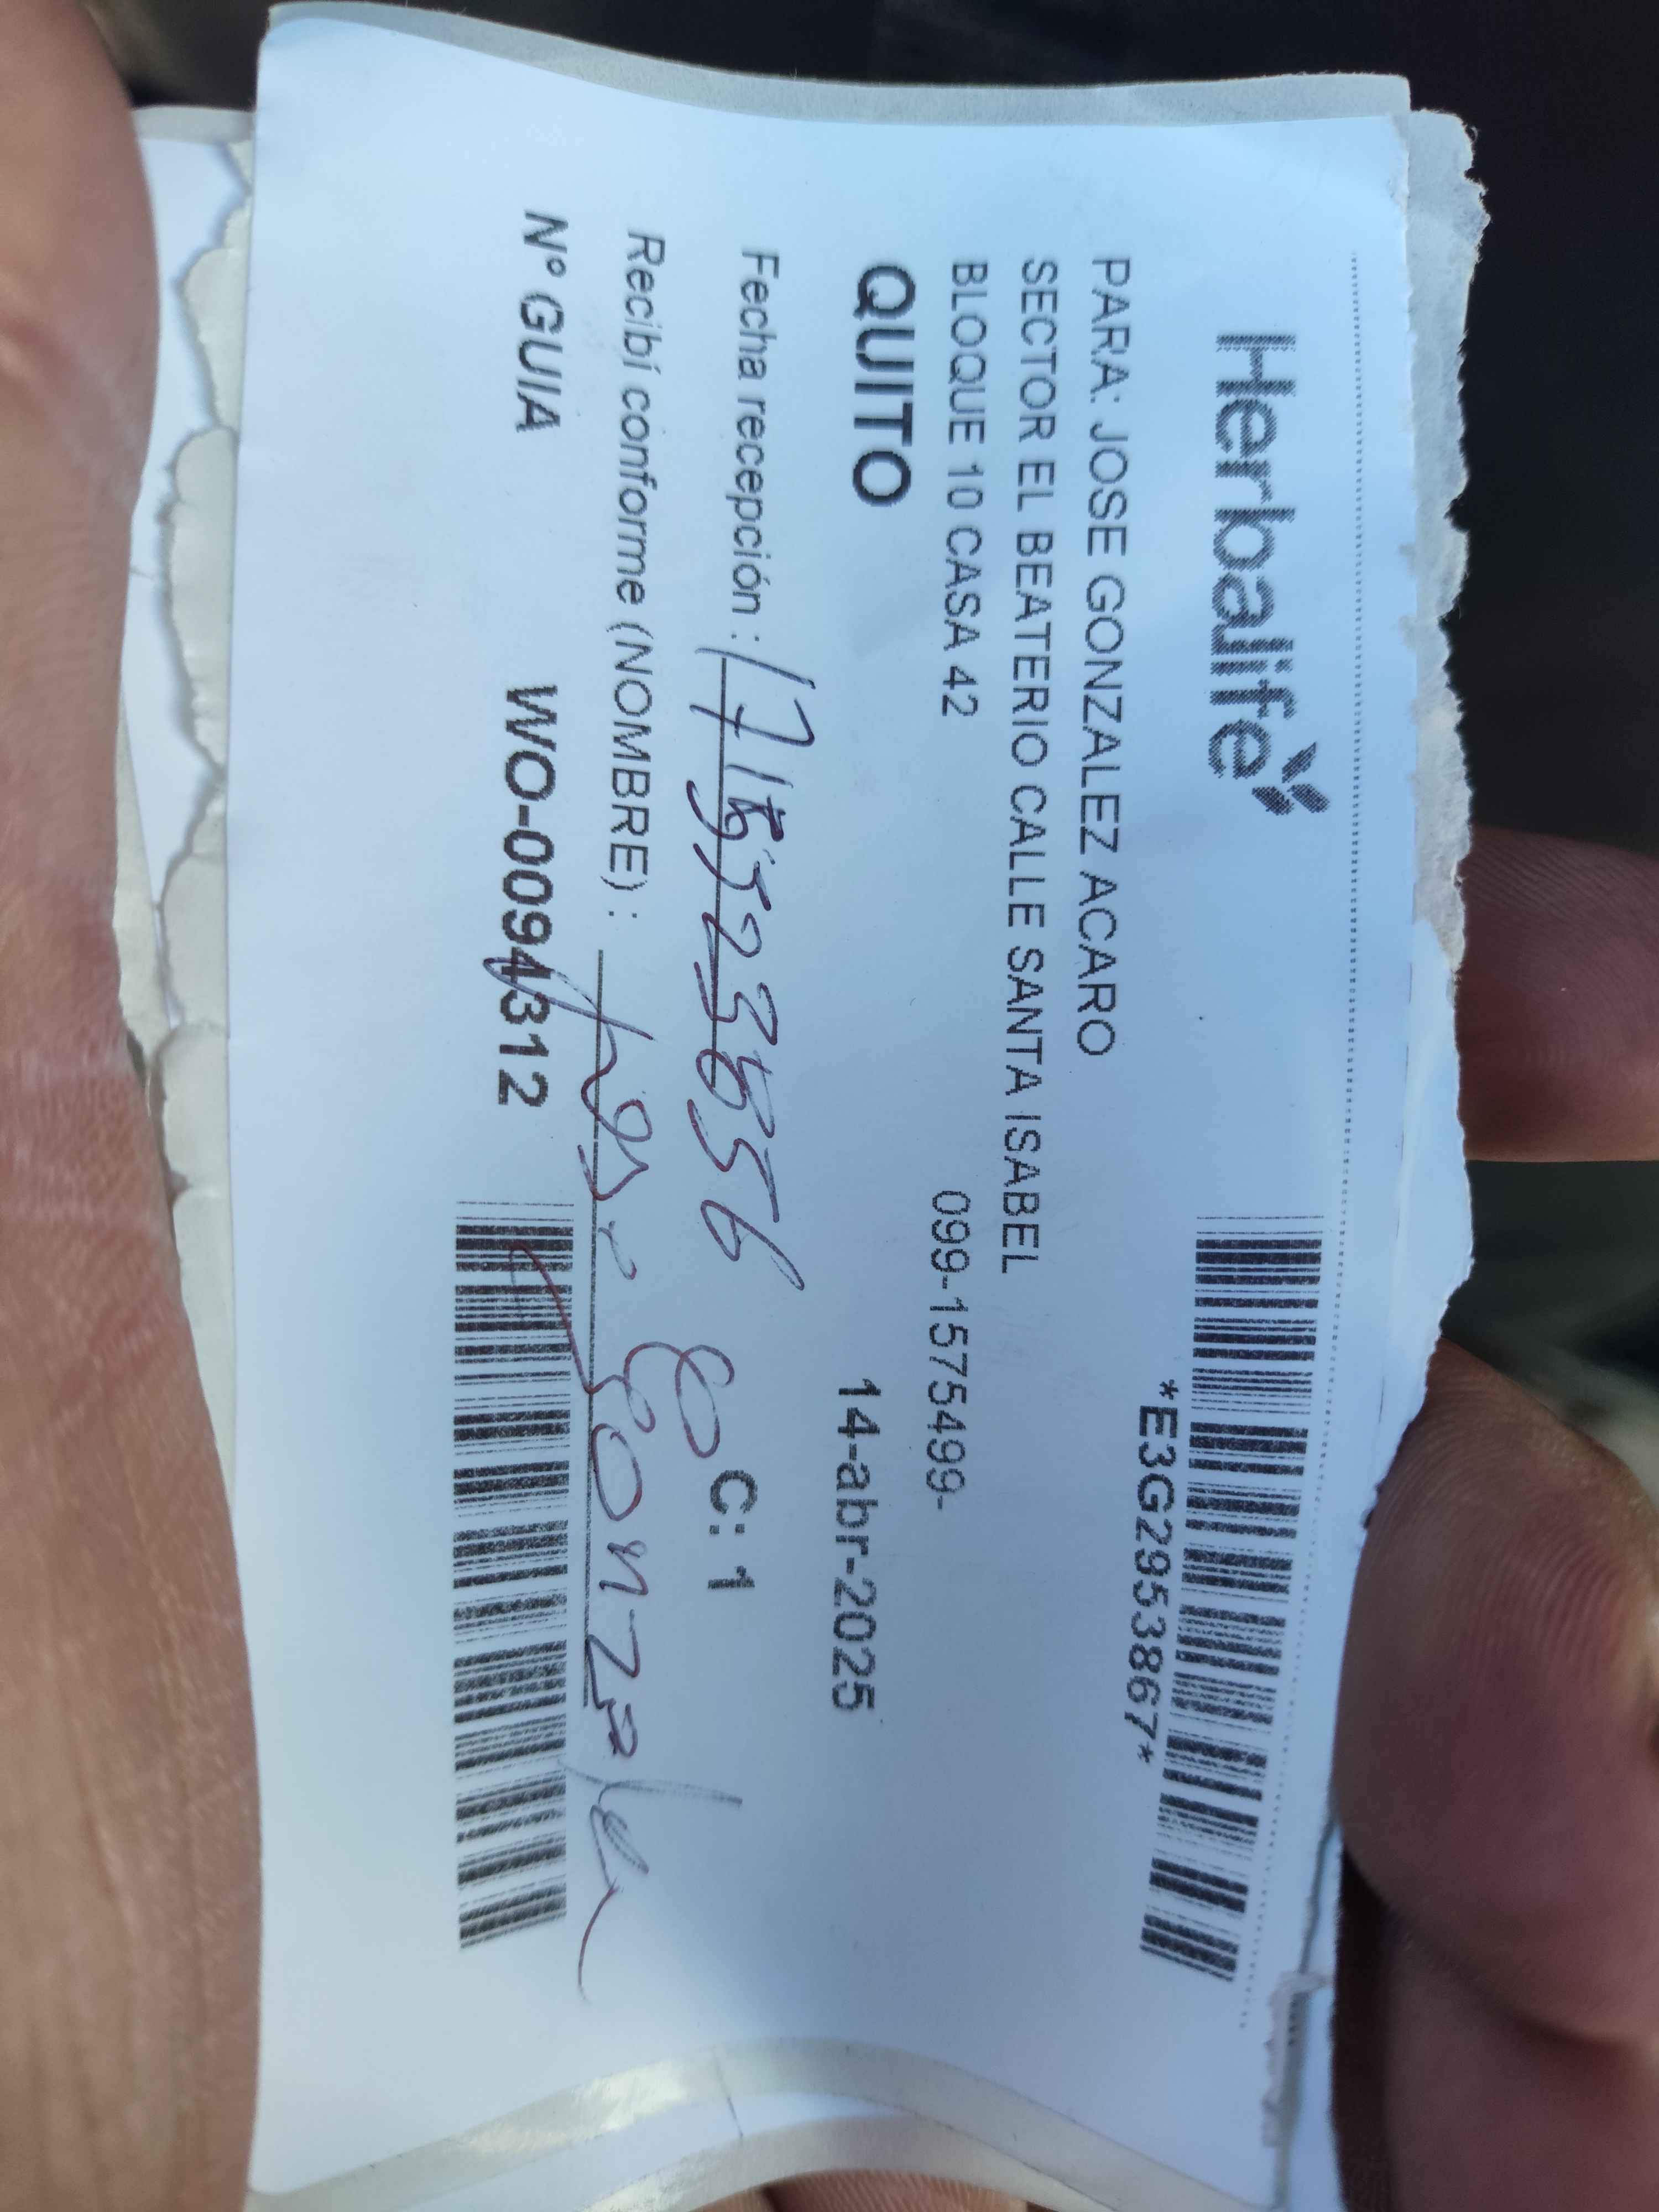 Herbalife
*E3G2953867*
PARA: JOSE GONZALEZ ACARO
SECTOR EL BEATERIO CALLE SANTA ISABEL
BLOQUE 10 CASA 42 099-1575499-
QUITO 14-abr-2025
Fecha recepción : C: 1
Recibí conforme (NOMBRE) :
Nº GUIA WO-0094312